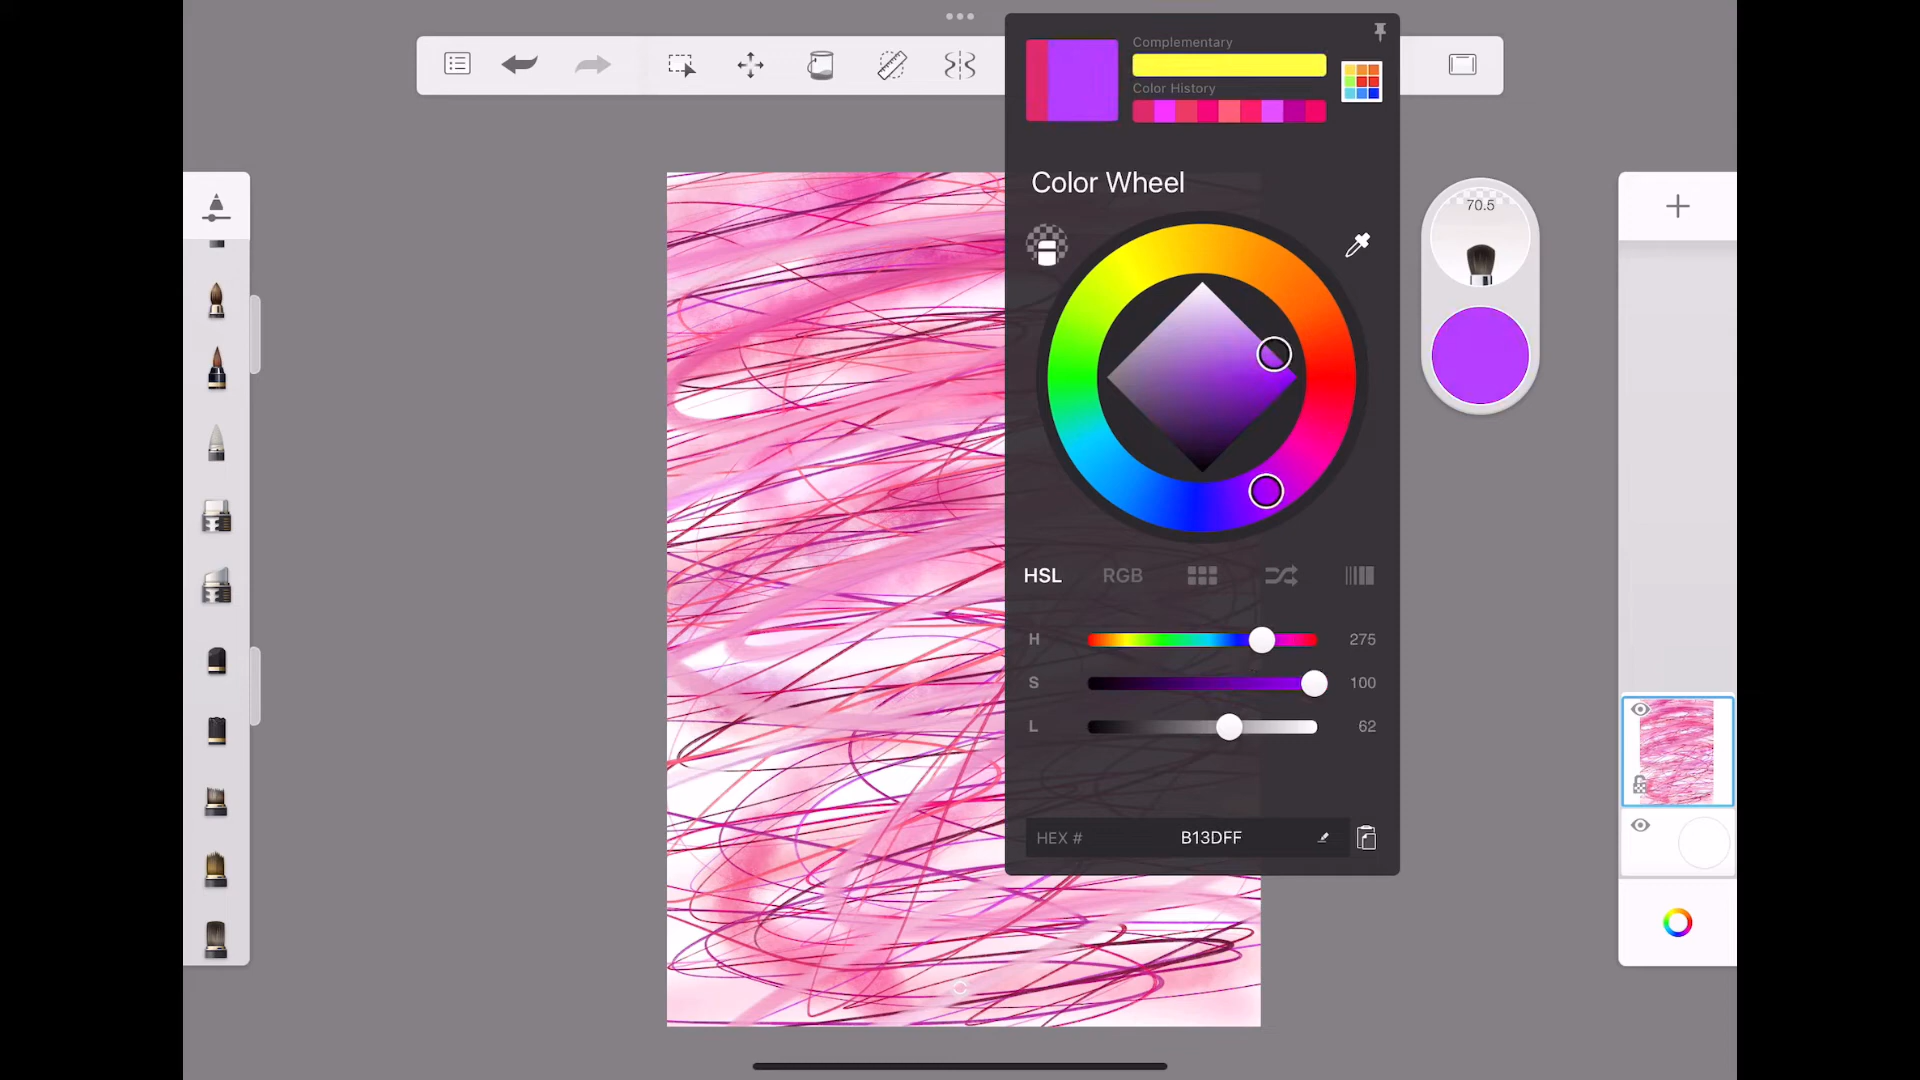 Complementary
Color History
Color Wheel
70.5
HSL RGB
H 275
S 100
L 62
HEX # B13DFF